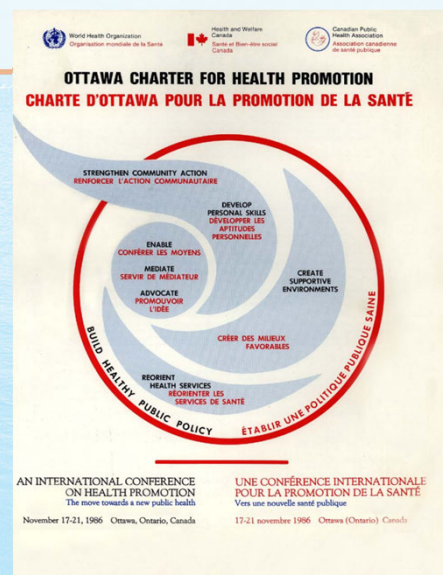 World Health Organization
Organisation mondiale de la Santé
Health and Welfare
Canada
Santé et Bien-être social
Canada
Canadian Public
Health Association
Association canadienne
de santé publique
OTTAWA CHARTER FOR HEALTH PROMOTION
CHARTE D'OTTAWA POUR LA PROMOTION DE LA SANTÉ
STRENGTHEN COMMUNITY ACTION
RENFORCER L'ACTION COMMUNAUTAIRE
DEVELOP
PERSONAL SKILLS
DÉVELOPPER LES
APTITUDES
PERSONNELLES
ENABLE
CONFÉRER LES MOYENS
MEDIATE
SERVIR DE MÉDIATEUR
ADVOCATE
PROMOUVOIR
L'IDÉE
CREATE
SUPPORTIVE
ENVIRONMENTS
CRÉER DES MILIEUX
FAVORABLES
REORIENT
HEALTH SERVICES
RÉORIENTER LES
SERVICES DE SANTÉ
BUILD HEALTHY PUBLIC POLICY
ÉTABLIR UNE POLITIQUE PUBLIQUE SAINE
AN INTERNATIONAL CONFERENCE
ON HEALTH PROMOTION
The move towards a new public health
November 17-21, 1986 Ottawa, Ontario, Canada
UNE CONFÉRENCE INTERNATIONALE
POUR LA PROMOTION DE LA SANTÉ
Vers une nouvelle santé publique
17-21 novembre 1986 Ottawa (Ontario) Canada